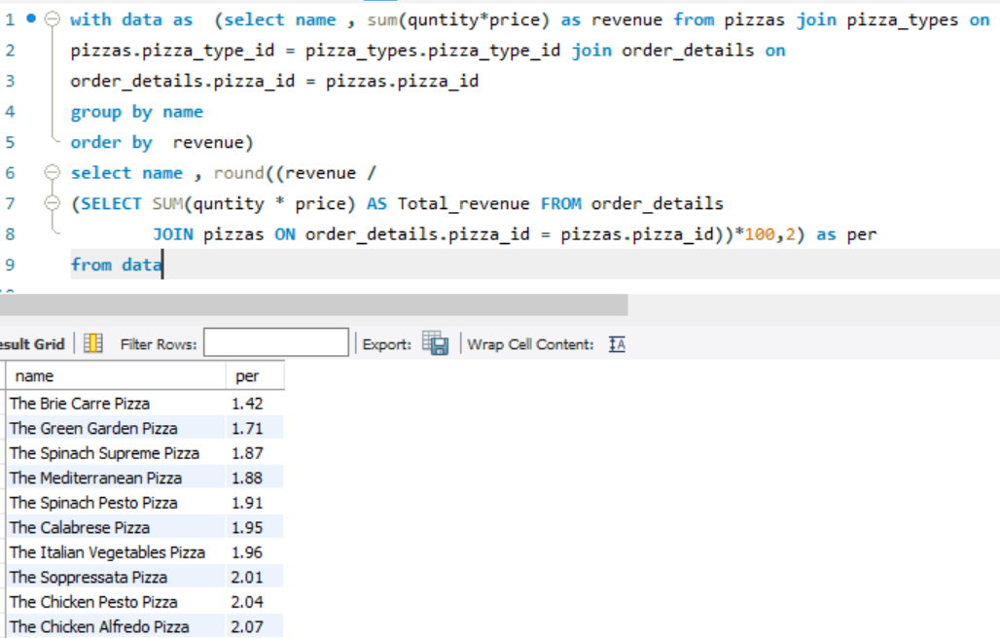 1 with data as (select name , sum(quntity*price) as revenue from pizzas join pizza_types on
2 pizzas.pizza_type_id = pizza_types.pizza_type_id join order_details on
3 order_details.pizza_id = pizzas.pizza_id
4 group by name
5 order by revenue)
6 select name , round((revenue /
7 (SELECT SUM(quntity * price) AS Total_revenue FROM order_details
8 JOIN pizzas ON order_details.pizza_id = pizzas.pizza_id))*100,2) as per
9 from data
esult Grid Filter Rows: Export: Wrap Cell Content:
name per
The Brie Carre Pizza 1.42
The Green Garden Pizza 1.71
The Spinach Supreme Pizza 1.87
The Mediterranean Pizza 1.88
The Spinach Pesto Pizza 1.91
The Calabrese Pizza 1.95
The Italian Vegetables Pizza 1.96
The Soppressata Pizza 2.01
The Chicken Pesto Pizza 2.04
The Chicken Alfredo Pizza 2.07